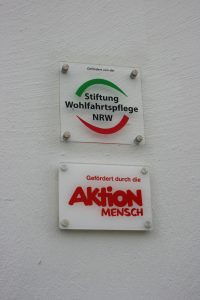 Gefördert von der
Stiftung
Wohlfahrtspflege
NRW
Gefördert durch die
AKTION
MENSCH